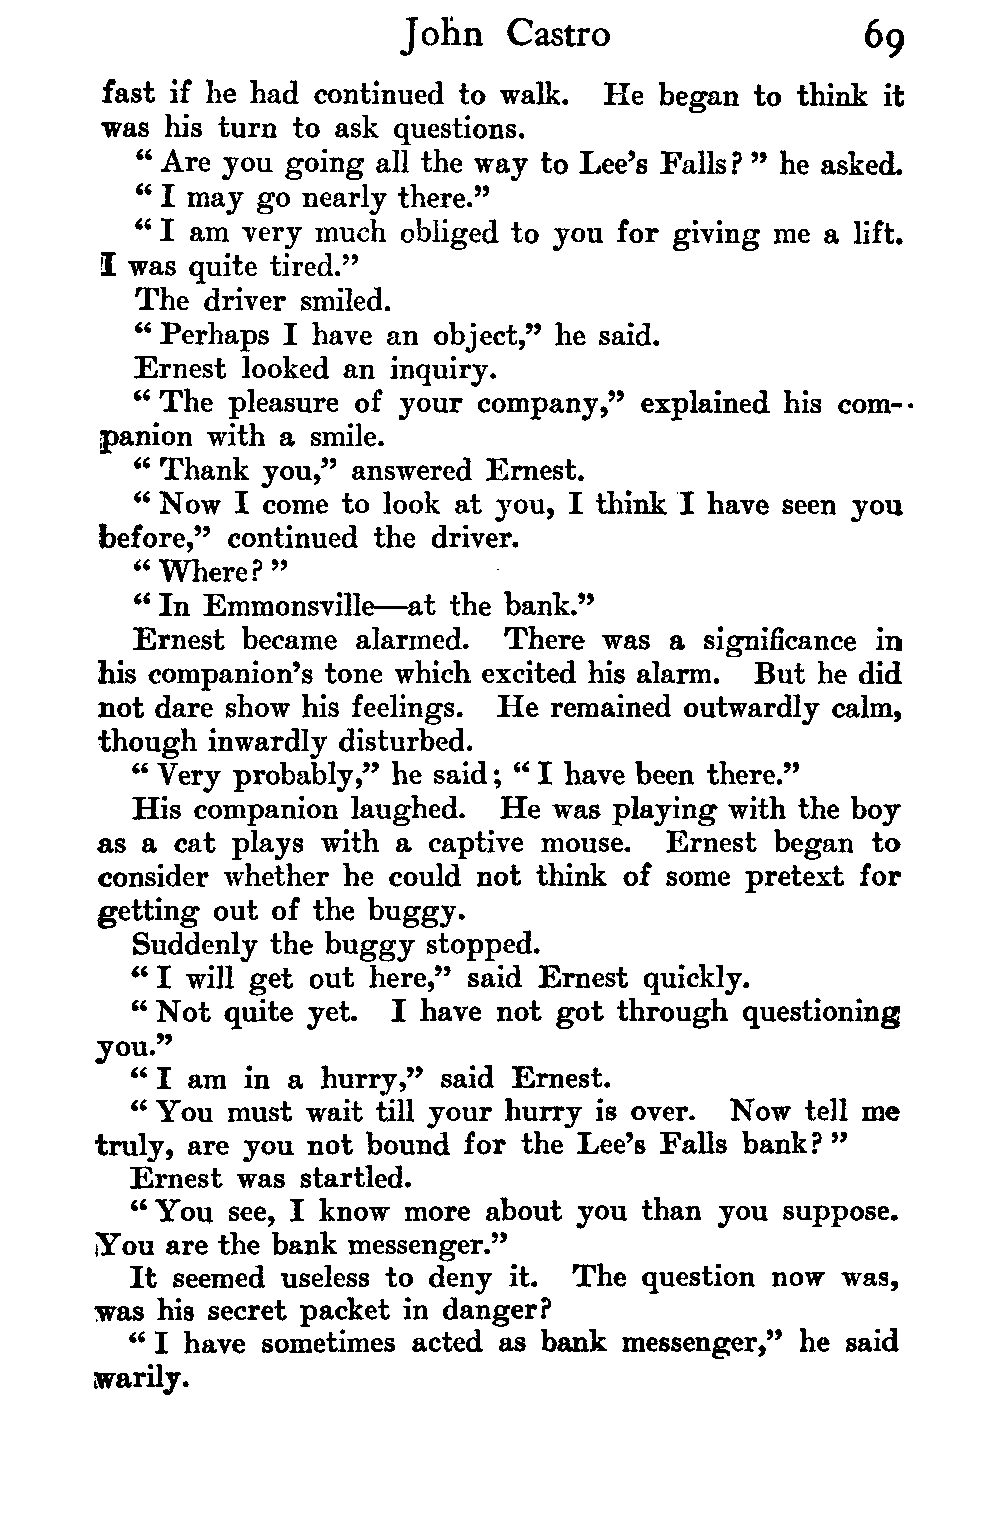 John Castro 69
fast if he had continued to walk. He began to think it
was his turn to ask questions.
“ Are you going all the way to Lee’s Falls? ” he asked.
“ I may go nearly there.”
“ I am very much obliged to you for giving me a lift.
I was quite tired.”
The driver smiled.
“ Perhaps I have an object,” he said.
Ernest looked an inquiry.
“ The pleasure of your company,” explained his com-
panion with a smile.
“ Thank you,” answered Ernest.
“ Now I come to look at you, I think I have seen you
before,” continued the driver.
“ Where? ”
“ In Emmonsville—at the bank.”
Ernest became alarmed. There was a significance in
his companion’s tone which excited his alarm. But he did
not dare show his feelings. He remained outwardly calm,
though inwardly disturbed.
“ Very probably,” he said; “ I have been there.”
His companion laughed. He was playing with the boy
as a cat plays with a captive mouse. Ernest began to
consider whether he could not think of some pretext for
getting out of the buggy.
Suddenly the buggy stopped.
“ I will get out here,” said Ernest quickly.
“ Not quite yet. I have not got through questioning
you.”
“ I am in a hurry,” said Ernest.
“ You must wait till your hurry is over. Now tell me
truly, are you not bound for the Lee’s Falls bank? ”
Ernest was startled.
“ You see, I know more about you than you suppose.
You are the bank messenger.”
It seemed useless to deny it. The question now was,
was his secret packet in danger?
“ I have sometimes acted as bank messenger,” he said
warily.